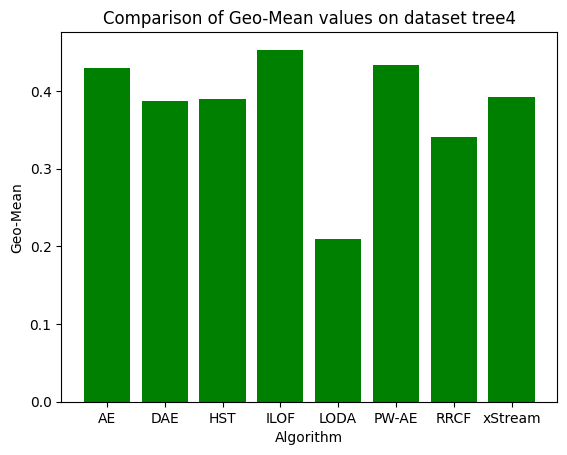 Comparison of Geo-Mean values on dataset tree4
Geo-Mean
0.4
0.3
0.2
0.1
0.0
AE DAE HST ILOF LODA PW-AE RRCF xStream
Algorithm